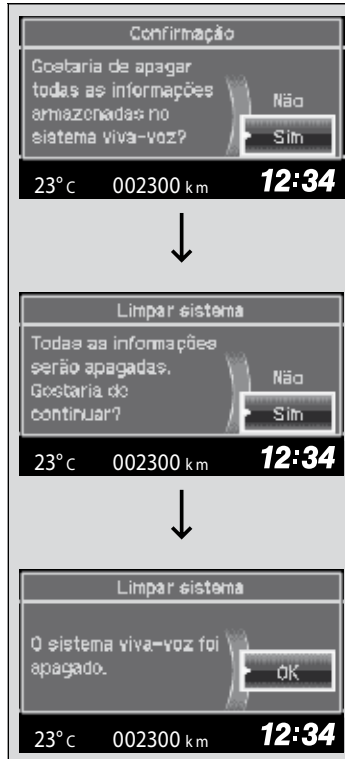 Confirmação
Gostaria de apagar
todas as informações
armazenadas no
sistema viva-voz?
Não
Sim
23°c 002300 km 12:34
Limpar sistema
Todas as informações
serão apagadas.
Gostaria de
continuar?
Não
Sim
23°c 002300 km 12:34
Limpar sistema
O sistema viva-voz foi
apagado.
OK
23°c 002300 km 12:34